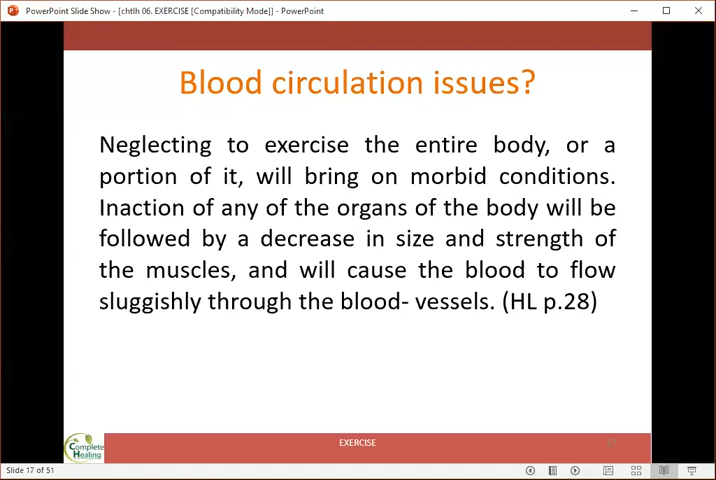 PowerPoint Slide Show - [chtlh 06. EXERCISE [Compatibility Mode]] - PowerPoint
Blood circulation issues?
Neglecting to exercise the entire body, or a
portion of it, will bring on morbid conditions.
Inaction of any of the organs of the body will be
followed by a decrease in size and strength of
the muscles, and will cause the blood to flow
sluggishly through the blood- vessels. (HL p.28)
Complete
Healing
EXERCISE
Slide 17 of 51